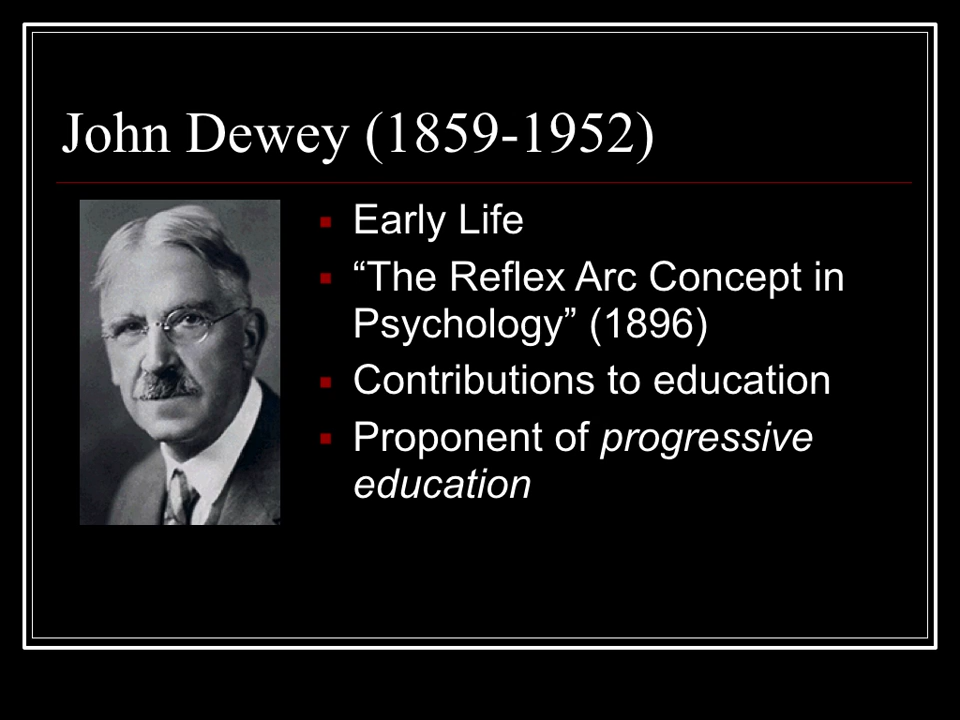 John Dewey (1859-1952)
Early Life
“The Reflex Arc Concept in
Psychology” (1896)
Contributions to education
Proponent of progressive
education